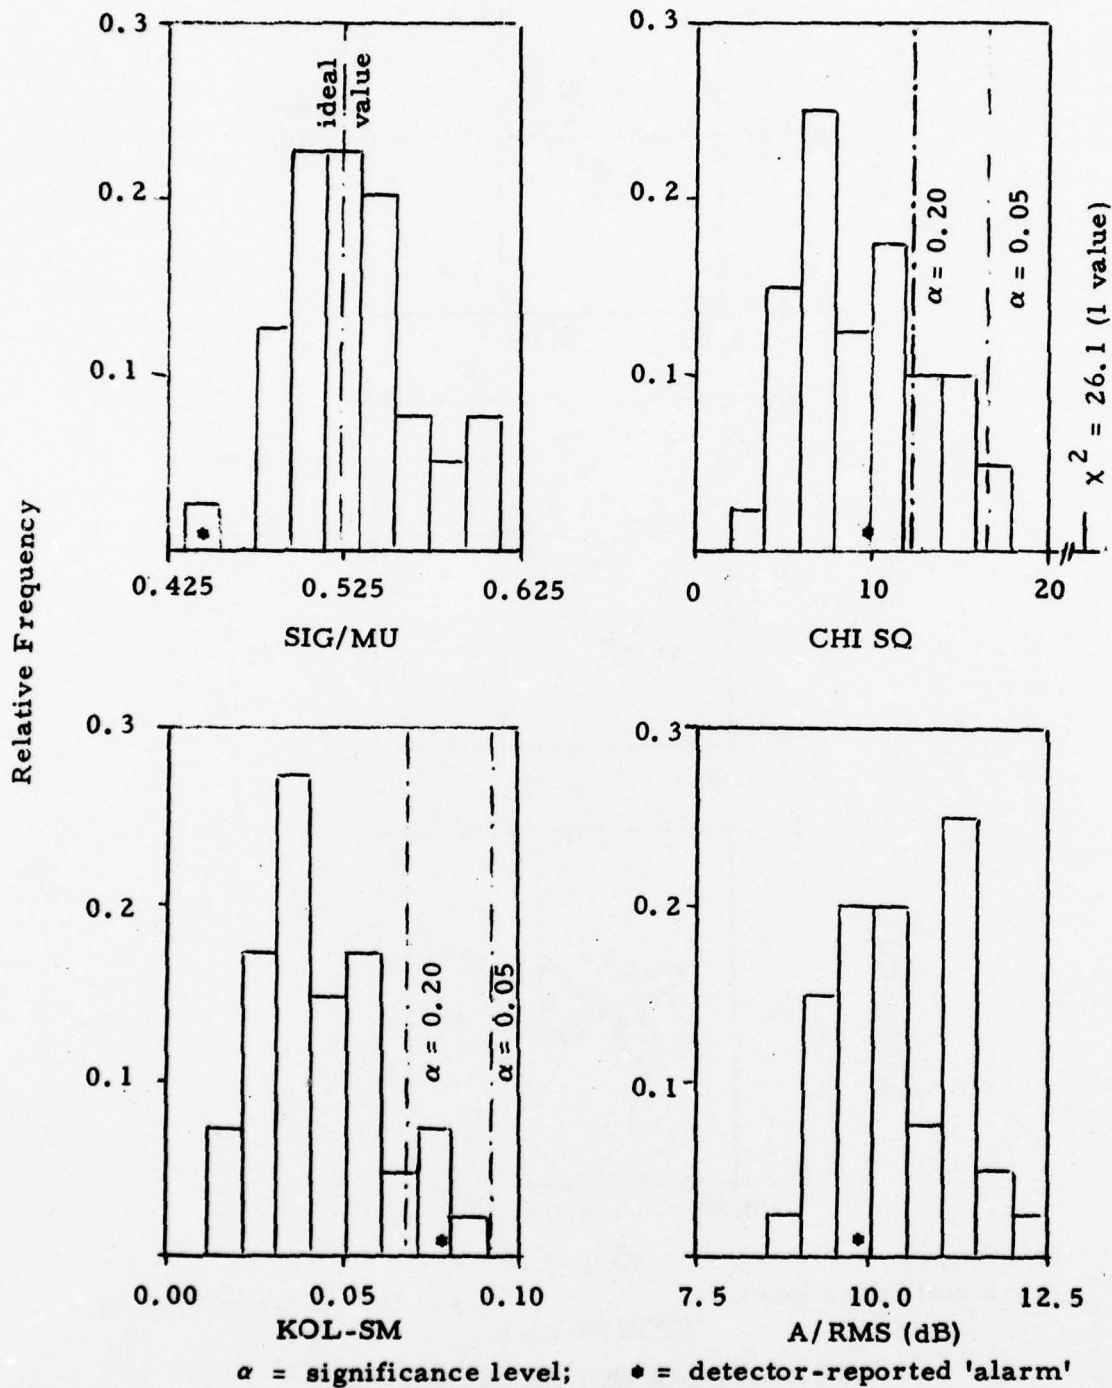 Relative Frequency
0.3
0.2
0.1
ideal
value
0.425
0.525
0.625
SIG/MU
0.3
0.2
0.1
α = 0.20
α = 0.05
χ² = 26.1 (1 value)
0
10
20
CHI SQ
0.3
0.2
0.1
α = 0.20
α = 0.05
0.00
0.05
0.10
KOL-SM
0.3
0.2
0.1
7.5
10.0
12.5
A/RMS (dB)
α = significance level; * = detector-reported 'alarm'